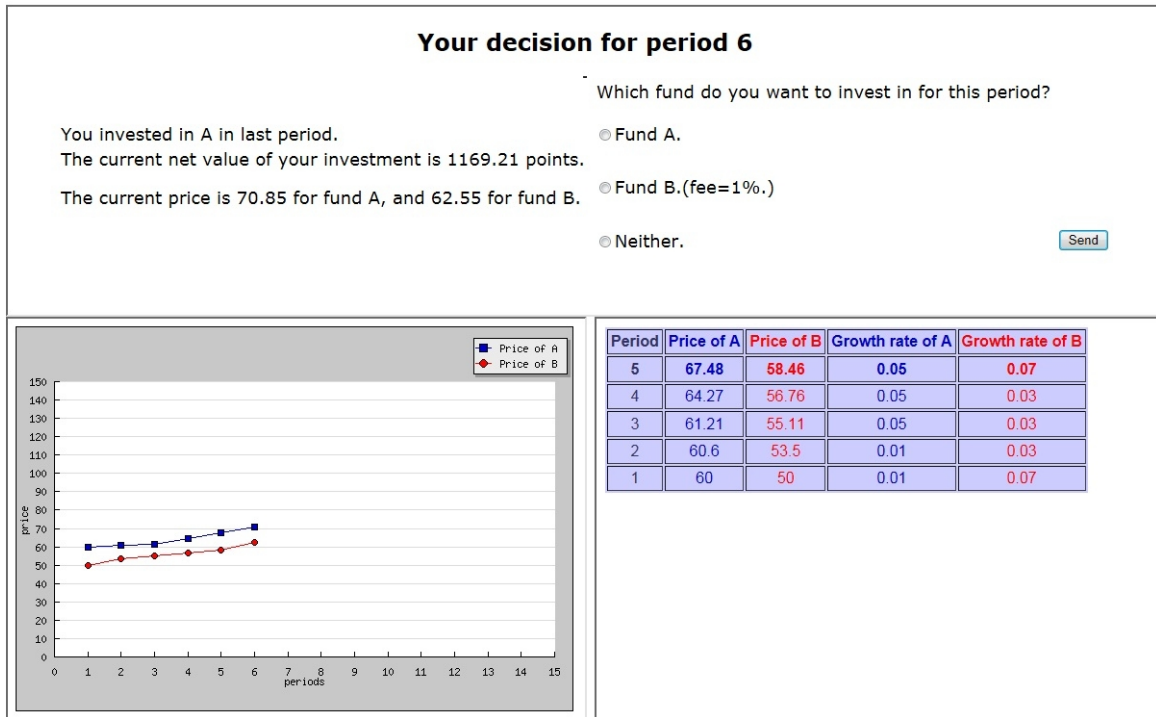 Your decision for period 6
You invested in A in last period.
The current net value of your investment is 1169.21 points.
The current price is 70.85 for fund A, and 62.55 for fund B.
Which fund do you want to invest in for this period?
Fund A.
Fund B.(fee=1%.)
Neither.
Send
Price of A
Price of B
150
140
130
120
110
100
90
80
70
60
50
40
30
20
10
0
price
0 1 2 3 4 5 6 7 8 9 10 11 12 13 14 15
periods
Period Price of A Price of B Growth rate of A Growth rate of B
5 67.48 58.46 0.05 0.07
4 64.27 56.76 0.05 0.03
3 61.21 55.11 0.05 0.03
2 60.6 53.5 0.01 0.03
1 60 50 0.01 0.07